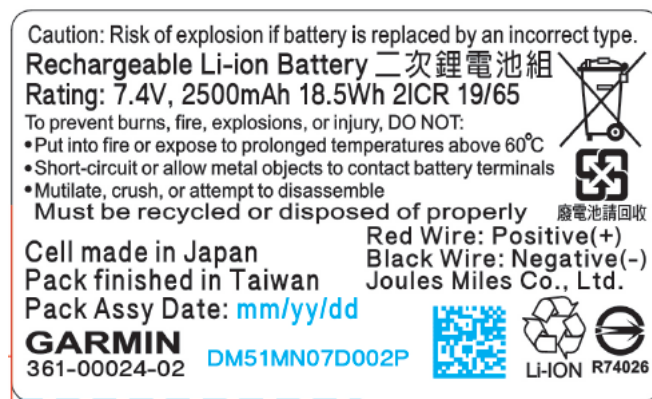 Caution: Risk of explosion if battery is replaced by an incorrect type.
Rechargeable Li-ion Battery 二次鋰電池組
Rating: 7.4V, 2500mAh 18.5Wh 2ICR 19/65
To prevent burns, fire, explosions, or injury, DO NOT:
•Put into fire or expose to prolonged temperatures above 60℃
•Short-circuit or allow metal objects to contact battery terminals
•Mutilate, crush, or attempt to disassemble
Must be recycled or disposed of properly
廢電池請回收
Cell made in Japan
Pack finished in Taiwan
Pack Assy Date: mm/yy/dd
Red Wire: Positive(+)
Black Wire: Negative(-)
Joules Miles Co., Ltd.
GARMIN
361-00024-02
DM51MN07D002P
Li-ION
R74026